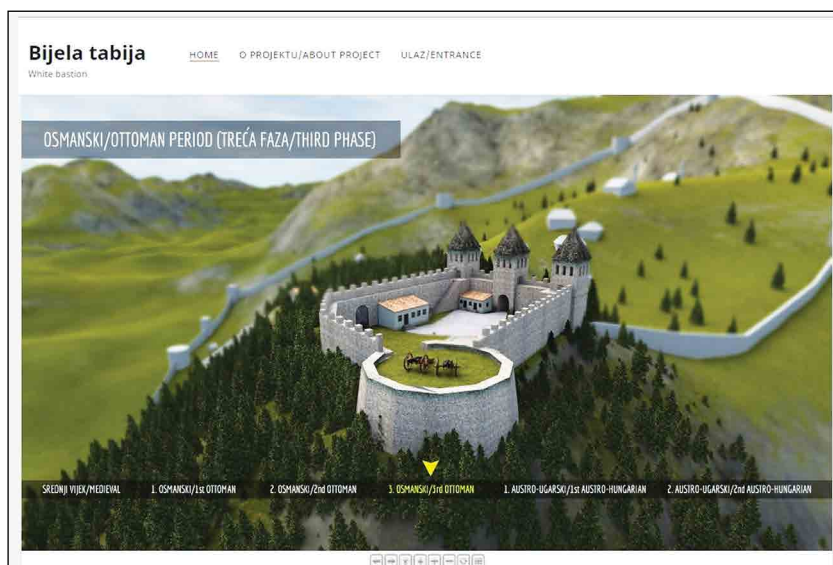 Bijela tabija
White bastion
HOME O PROJEKTU/ABOUT PROJECT ULAZ/ENTRANCE
OSMANSKI/OTTOMAN PERIOD (TREĆA FAZA/THIRD PHASE)
SREDNJI VIJEK/MEDIEVAL 1. OSMANSKI/1st OTTOMAN 2. OSMANSKI/2nd OTTOMAN 3. OSMANSKI/3rd OTTOMAN 1. AUSTRO-UGARSKI/1st AUSTRO-HUNGARIAN 2. AUSTRO-UGARSKI/2nd AUSTRO-HUNGARIAN